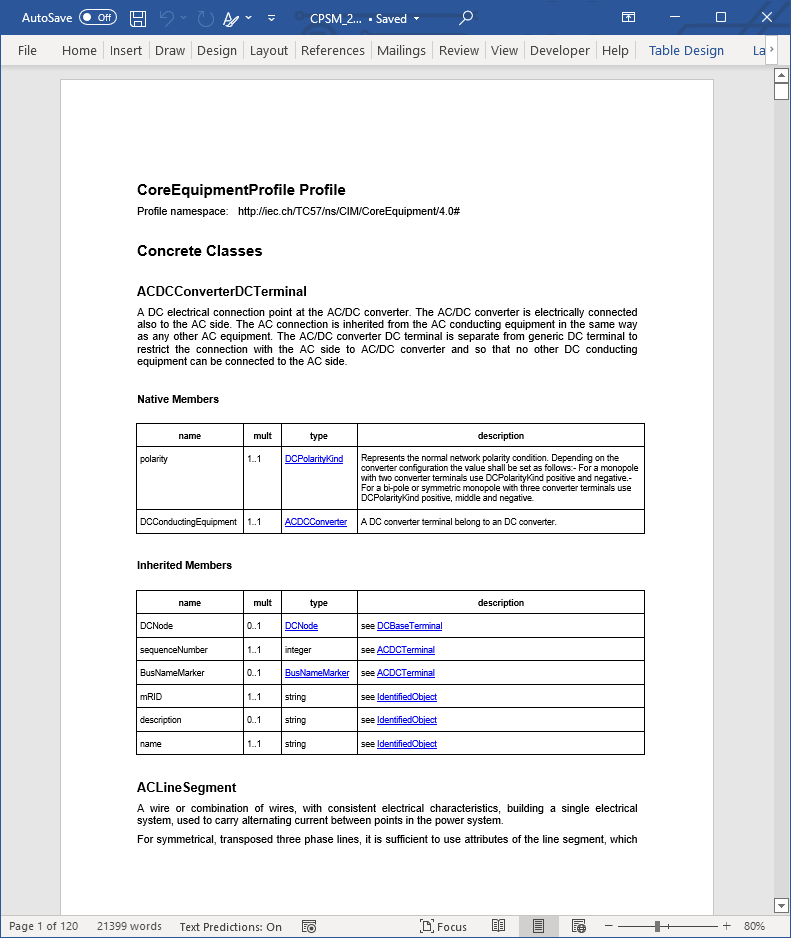 AutoSave Off CPSM_2... • Saved
File Home Insert Draw Design Layout References Mailings Review View Developer Help Table Design La
CoreEquipmentProfile Profile
Profile namespace: http://iec.ch/TC57/ns/CIM/CoreEquipment/4.0#
Concrete Classes
ACDCConverterDCTerminal
A DC electrical connection point at the AC/DC converter. The AC/DC converter is electrically connected
also to the AC side. The AC connection is inherited from the AC conducting equipment in the same way
as any other AC equipment. The AC/DC converter DC terminal is separate from generic DC terminal to
restrict the connection with the AC side to AC/DC converter and so that no other DC conducting
equipment can be connected to the AC side.
Native Members
name mult type description
polarity 1..1 DCPolarityKind Represents the normal network polarity condition. Depending on the
converter configuration the value shall be set as follows:- For a monopole
with two converter terminals use DCPolarityKind positive and negative.-
For a bi-pole or symmetric monopole with three converter terminals use
DCPolarityKind positive, middle and negative.
DCConductingEquipment 1..1 ACDCConverter A DC converter terminal belong to an DC converter.
Inherited Members
name mult type description
DCNode 0..1 DCNode see DCBaseTerminal
sequenceNumber 1..1 integer see ACDCTerminal
BusNameMarker 0..1 BusNameMarker see ACDCTerminal
mRID 1..1 string see IdentifiedObject
description 0..1 string see IdentifiedObject
name 1..1 string see IdentifiedObject
ACLineSegment
A wire or combination of wires, with consistent electrical characteristics, building a single electrical
system, used to carry alternating current between points in the power system.
For symmetrical, transposed three phase lines, it is sufficient to use attributes of the line segment, which
Page 1 of 120 21399 words Text Predictions: On Focus 80%